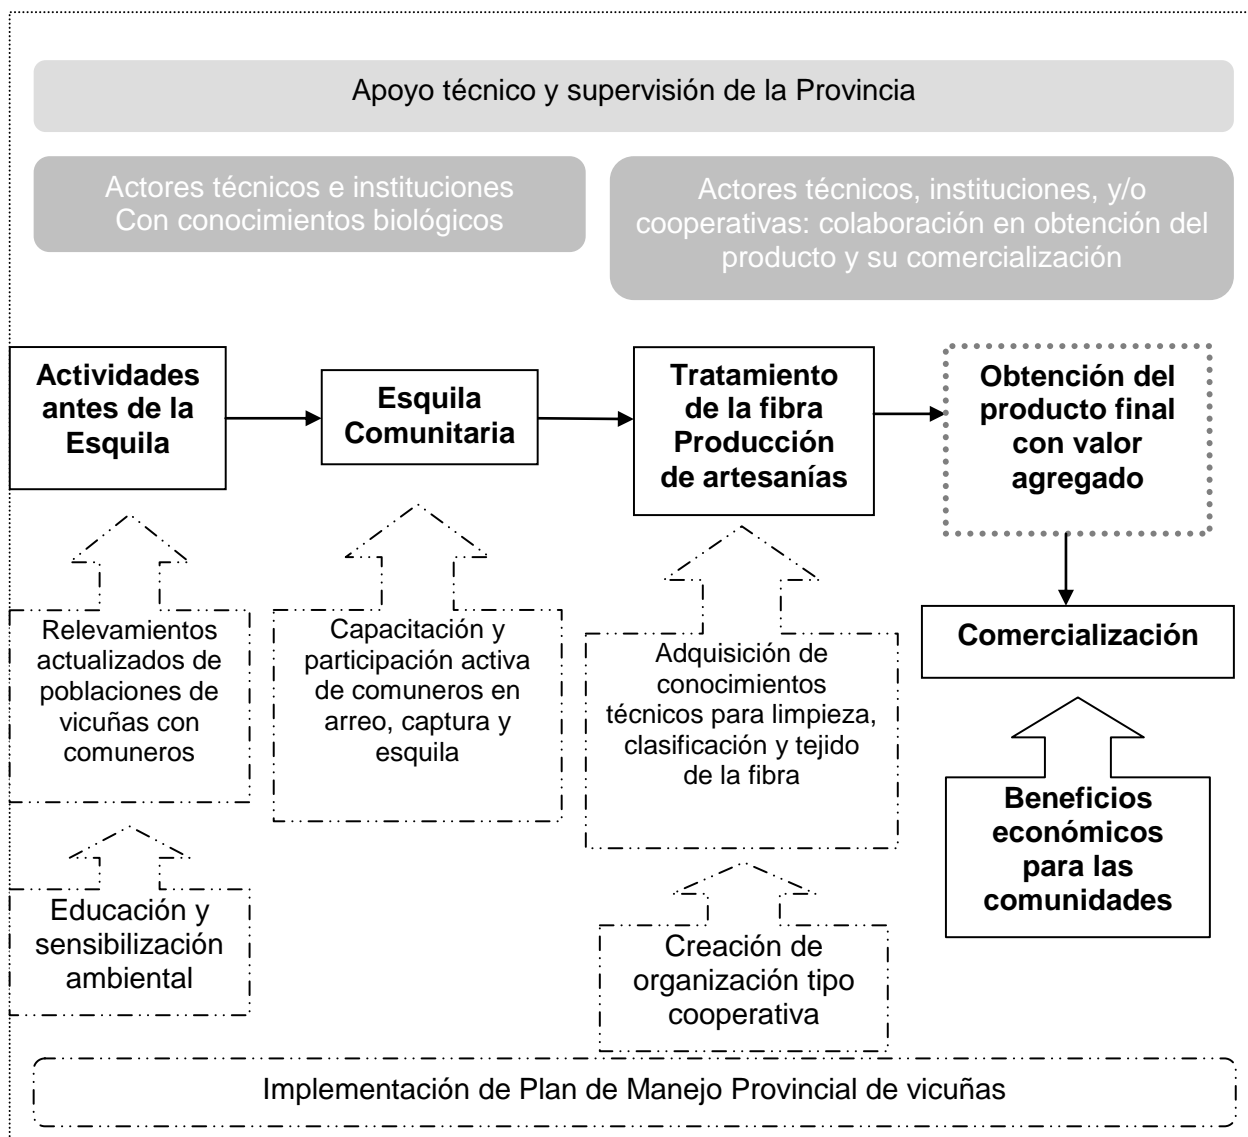 Apoyo técnico y supervisión de la Provincia
Actores técnicos e instituciones
Con conocimientos biológicos
Actores técnicos, instituciones, y/o
cooperativas: colaboración en obtención del
producto y su comercialización
Actividades
antes de la
Esquila
Esquila
Comunitaria
Tratamiento
de la fibra
Producción
de artesanías
Obtención del
producto final
con valor
agregado
Relevamientos
actualizados de
poblaciones de
vicuñas con
comuneros
Capacitación y
participación activa
de comuneros en
arreo, captura y
esquila
Adquisición de
conocimientos
técnicos para limpieza,
clasificación y tejido
de la fibra
Comercialización
Beneficios
económicos
para las
comunidades
Educación y
sensibilización
ambiental
Creación de
organización tipo
cooperativa
Implementación de Plan de Manejo Provincial de vicuñas